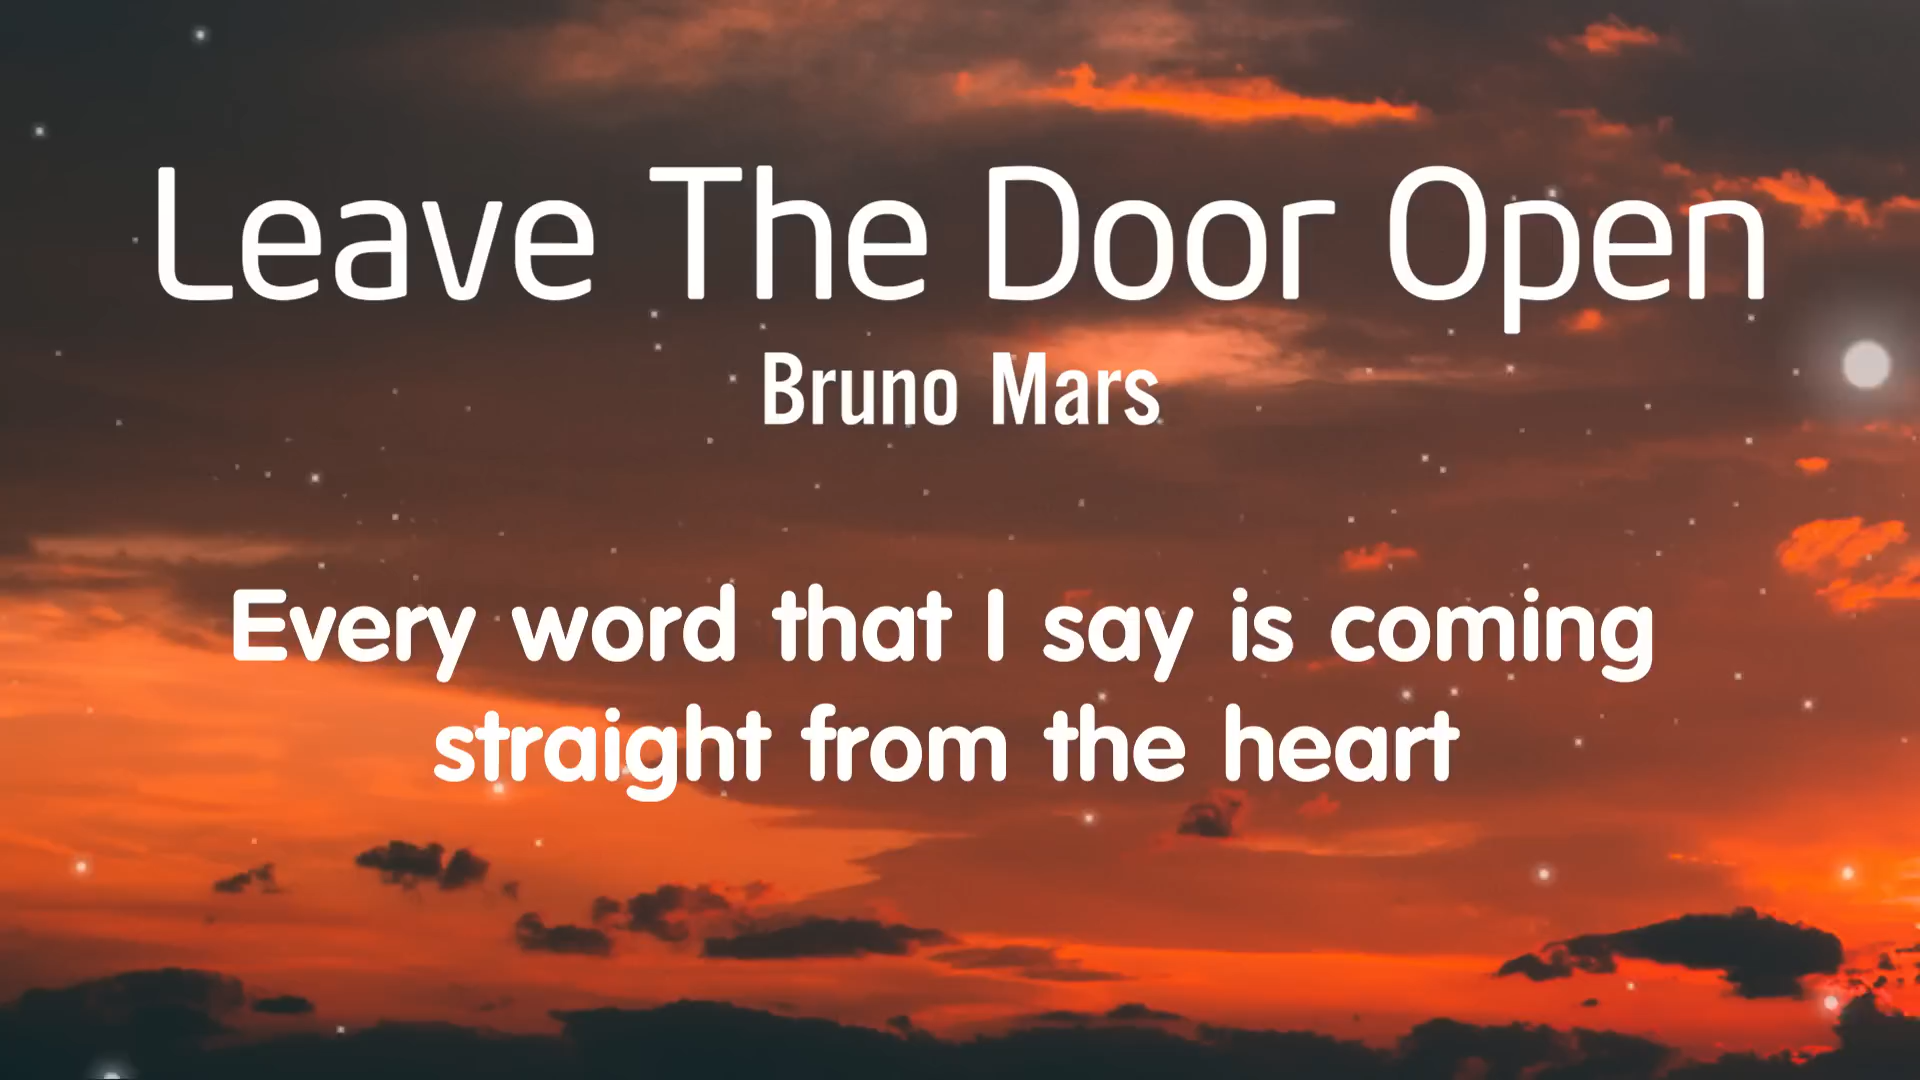 Leave The Door Open
Bruno Mars
Every word that I say is coming
straight from the heart